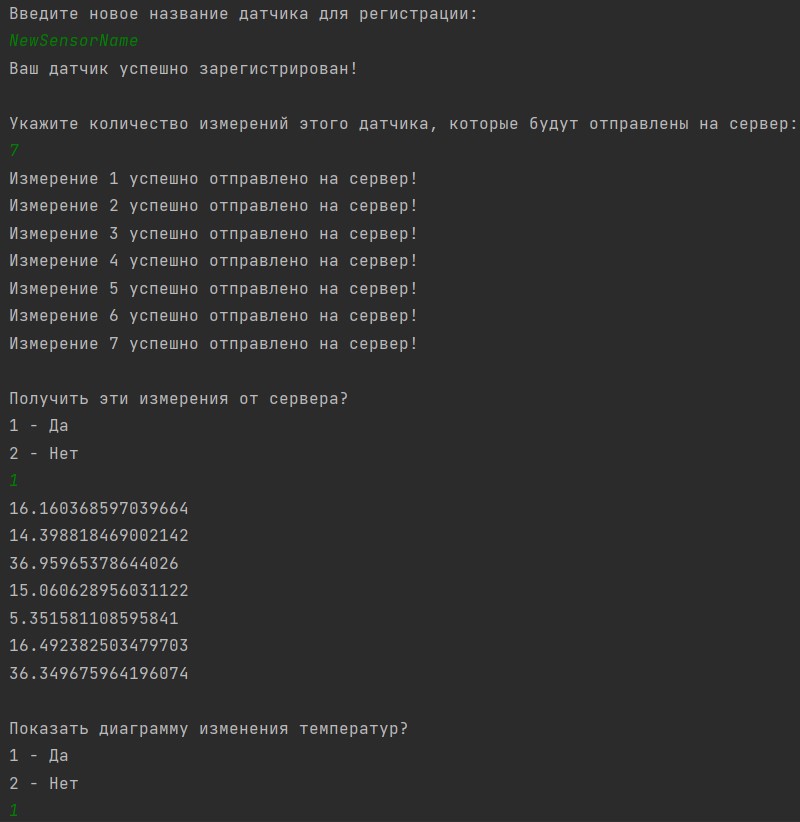 Введите новое название датчика для регистрации:
NewSensorName
Ваш датчик успешно зарегистрирован!
Укажите количество измерений этого датчика, которые будут отправлены на сервер:
7
Измерение 1 успешно отправлено на сервер!
Измерение 2 успешно отправлено на сервер!
Измерение 3 успешно отправлено на сервер!
Измерение 4 успешно отправлено на сервер!
Измерение 5 успешно отправлено на сервер!
Измерение 6 успешно отправлено на сервер!
Измерение 7 успешно отправлено на сервер!
Получить эти измерения от сервера?
1 - Да
2 - Нет
1
16.160368597039664
14.398818469002142
36.95965378644026
15.060628956031122
5.351581108595841
16.492382503479703
36.349675964196074
Показать диаграмму изменения температур?
1 - Да
2 - Нет
1